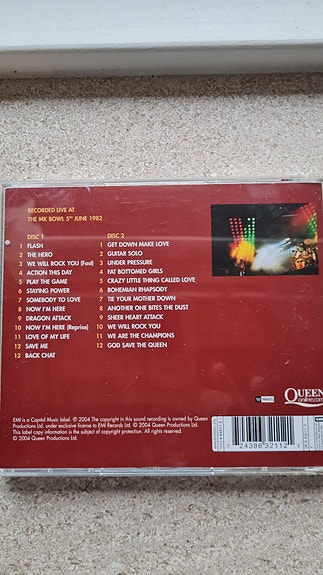 RECORDED LIVE AT
THE MK BOWL 5TH JUNE 1982
DISC 1
1 FLASH
2 THE HERO
3 WE WILL ROCK YOU (Fast)
4 ACTION THIS DAY
5 PLAY THE GAME
6 STAYING POWER
7 SOMEBODY TO LOVE
8 NOW I'M HERE
9 DRAGON ATTACK
10 NOW I'M HERE (Reprise)
11 LOVE OF MY LIFE
12 SAVE ME
13 BACK CHAT
DISC 2
1 GET DOWN MAKE LOVE
2 GUITAR SOLO
3 UNDER PRESSURE
4 FAT BOTTOMED GIRLS
5 CRAZY LITTLE THING CALLED LOVE
6 BOHEMIAN RHAPSODY
7 TIE YOUR MOTHER DOWN
8 ANOTHER ONE BITES THE DUST
9 SHEER HEART ATTACK
10 WE WILL ROCK YOU
11 WE ARE THE CHAMPIONS
12 GOD SAVE THE QUEEN
QUEEN
online.com
EMI is a Capitol Music label. ℗ 2004 The copyright in this sound recording is owned by Queen
Productions Ltd. under exclusive license to EMI Records Ltd. © 2004 Queen Productions Ltd.
This label copy information is the subject of copyright protection. All rights reserved.
© 2004 Queen Productions Ltd.
7 24386 32112 1